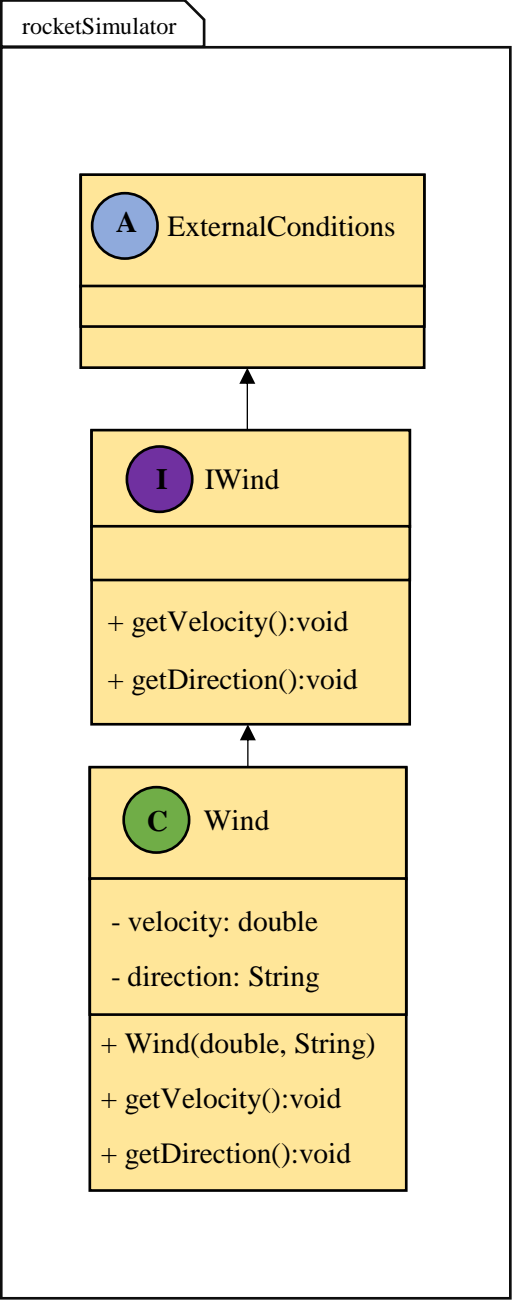 rocketSimulator
A ExternalConditions
I IWind
+ getVelocity():void
+ getDirection():void
C Wind
- velocity: double
- direction: String
+ Wind(double, String)
+ getVelocity():void
+ getDirection():void